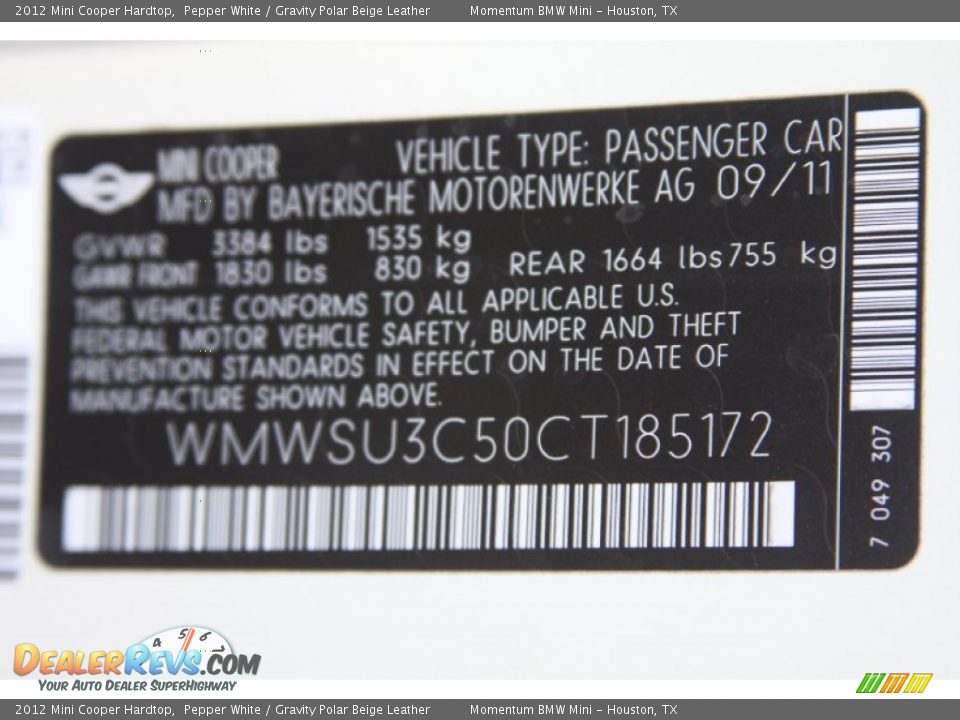 2012 Mini Cooper Hardtop, Pepper White / Gravity Polar Beige Leather Momentum BMW Mini - Houston, TX
MINI COOPER VEHICLE TYPE: PASSENGER CAR
MFD BY BAYERISCHE MOTORENWERKE AG 09/11
GVWR 3384 lbs 1535 kg
GAWR FRONT 1830 lbs 830 kg REAR 1664 lbs 755 kg
THIS VEHICLE CONFORMS TO ALL APPLICABLE U.S.
FEDERAL MOTOR VEHICLE SAFETY, BUMPER AND THEFT
PREVENTION STANDARDS IN EFFECT ON THE DATE OF
MANUFACTURE SHOWN ABOVE.
WMWSU3C50CT185172
7 049 307
4 5 6
DEALERREVS.COM
YOUR AUTO DEALER SUPERHIGHWAY
2012 Mini Cooper Hardtop, Pepper White / Gravity Polar Beige Leather Momentum BMW Mini - Houston, TX